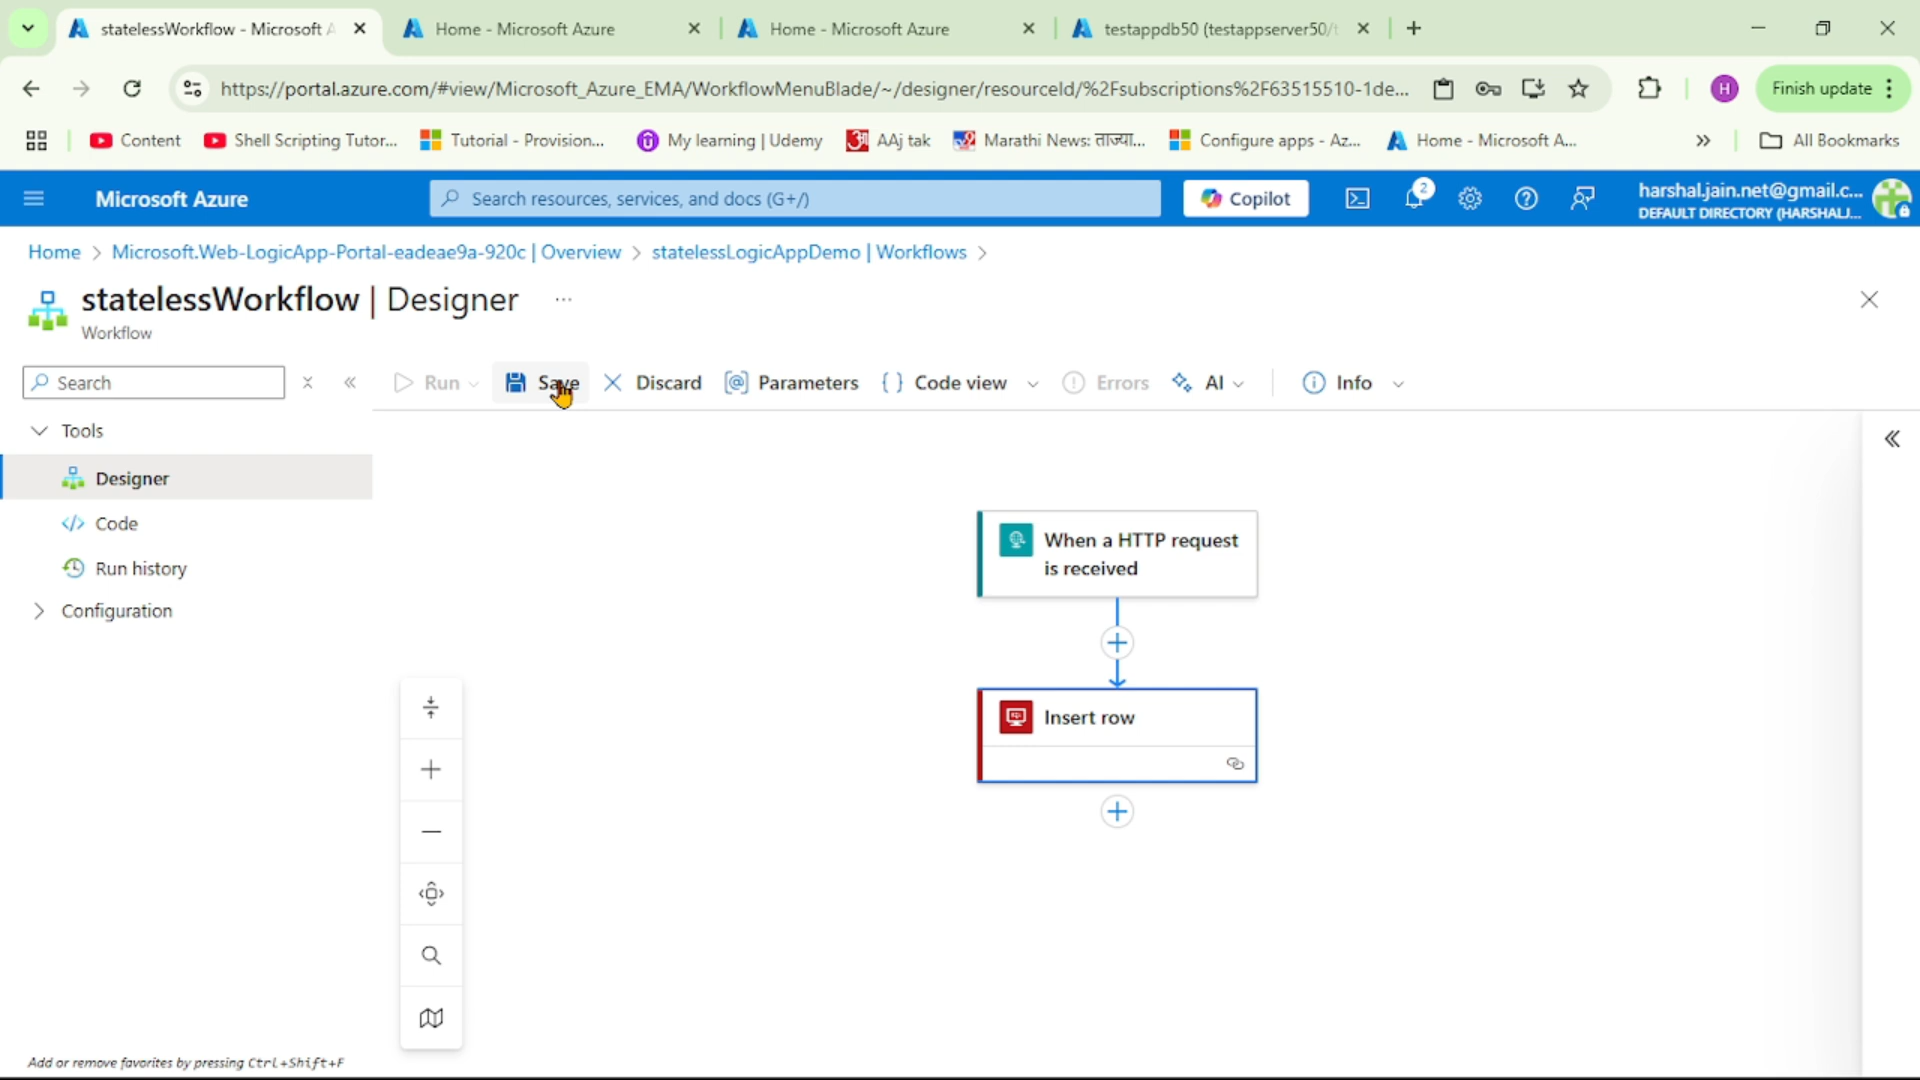 statelessWorkflow - Microsoft A
Home - Microsoft Azure
Home - Microsoft Azure
testappdb50 (testappserver50/t
https://portal.azure.com/#view/Microsoft_Azure_EMA/WorkflowMenuBlade/~/designer/resourceId/%2Fsubscriptions%2F63515510-1de...
H
Finish update
Content
Shell Scripting Tutor...
Tutorial - Provision...
My learning | Udemy
AAj tak
Marathi News: ताज्या...
Configure apps - Az...
Home - Microsoft A...
All Bookmarks
Microsoft Azure
Search resources, services, and docs (G+/)
Copilot
2
harshal.jain.net@gmail.c...
DEFAULT DIRECTORY (HARSHALJ...
Home > Microsoft.Web-LogicApp-Portal-eadeae9a-920c | Overview > statelessLogicAppDemo | Workflows >
statelessWorkflow | Designer ...
Workflow
Search
Run
Save
Discard
Parameters
Code view
Errors
AI
Info
Tools
Designer
Code
Run history
Configuration
When a HTTP request
is received
Insert row
Add or remove favorites by pressing Ctrl+Shift+F